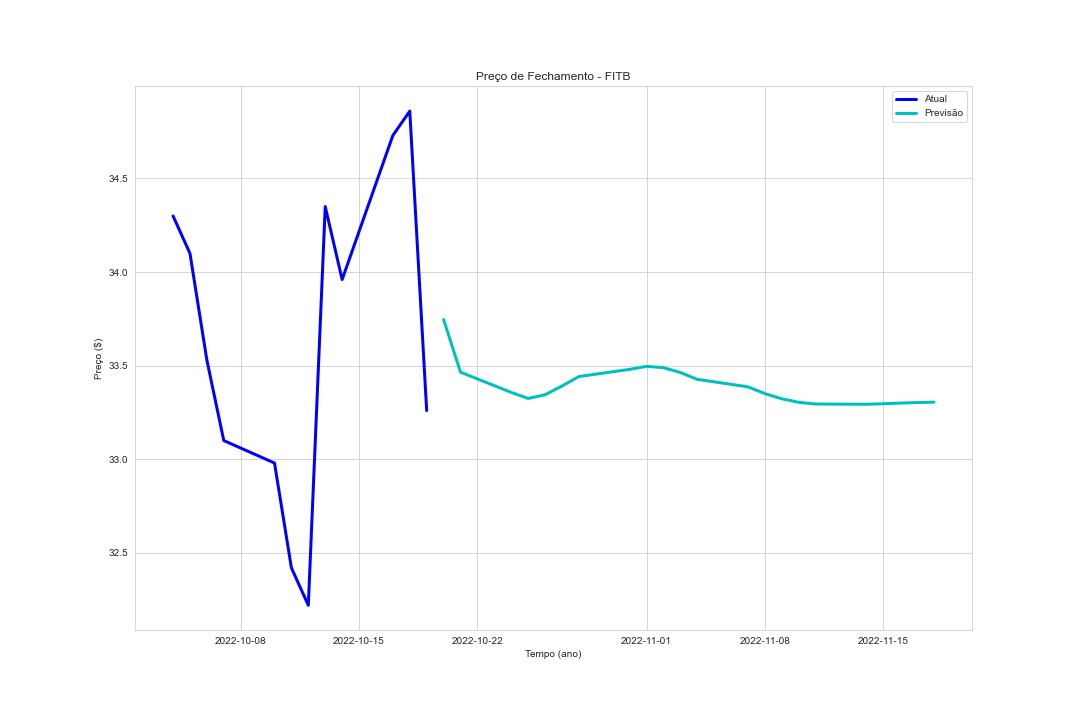 Preço de Fechamento - FITB
Atual
Previsão
34.5
34.0
33.5
33.0
32.5
Preço ($)
2022-10-08
2022-10-15
2022-10-22
2022-11-01
2022-11-08
2022-11-15
Tempo (ano)